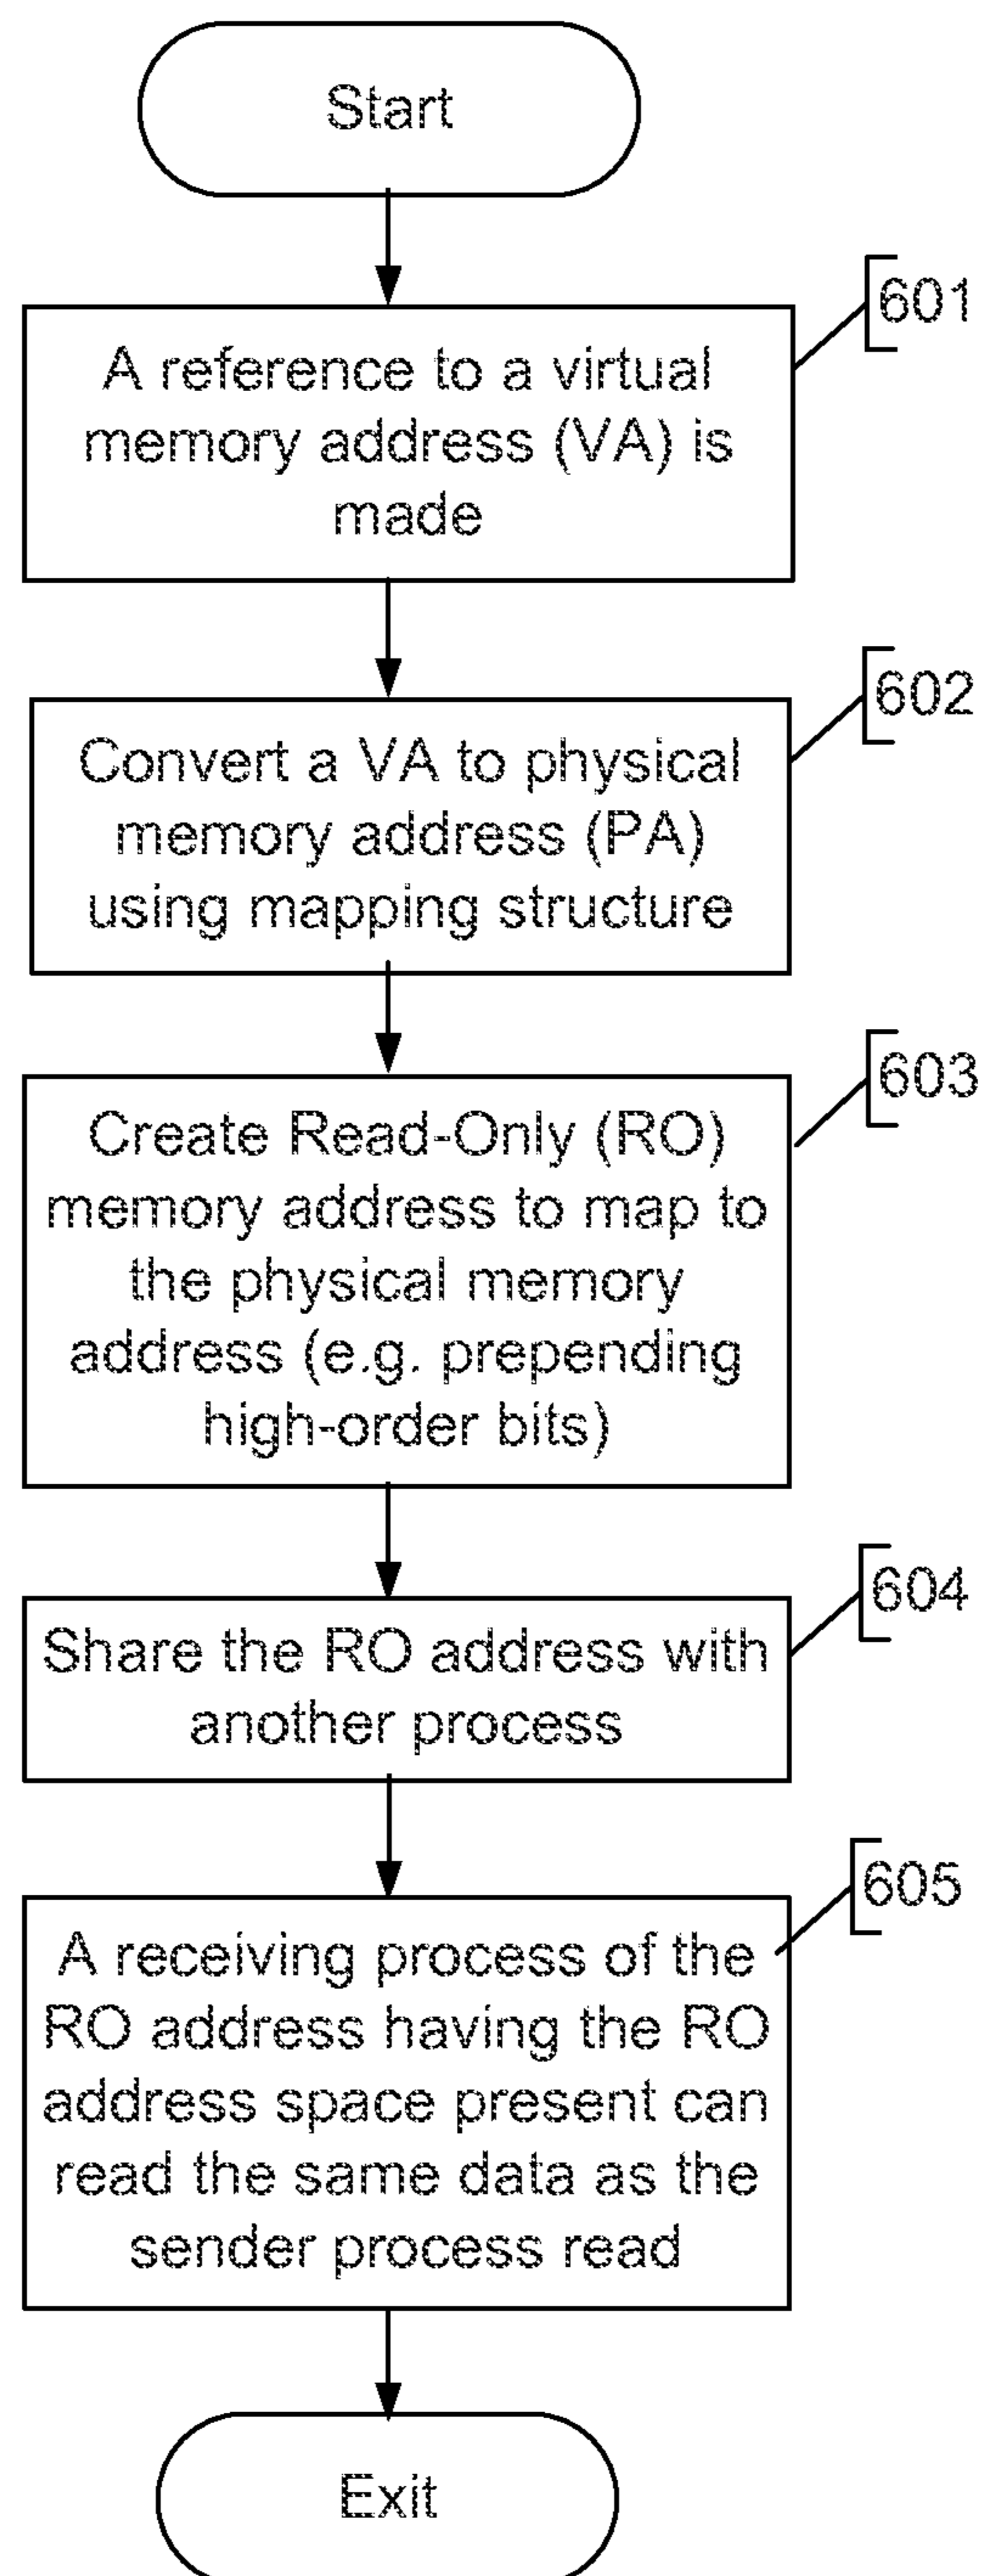 Start
601
A reference to a virtual
memory address (VA) is
made
602
Convert a VA to physical
memory address (PA)
using mapping structure
603
Create Read-Only (RO)
memory address to map to
the physical memory
address (e.g. prepending
high-order bits)
604
Share the RO address with
another process
605
A receiving process of the
RO address having the RO
address space present can
read the same data as the
sender process read
Exit